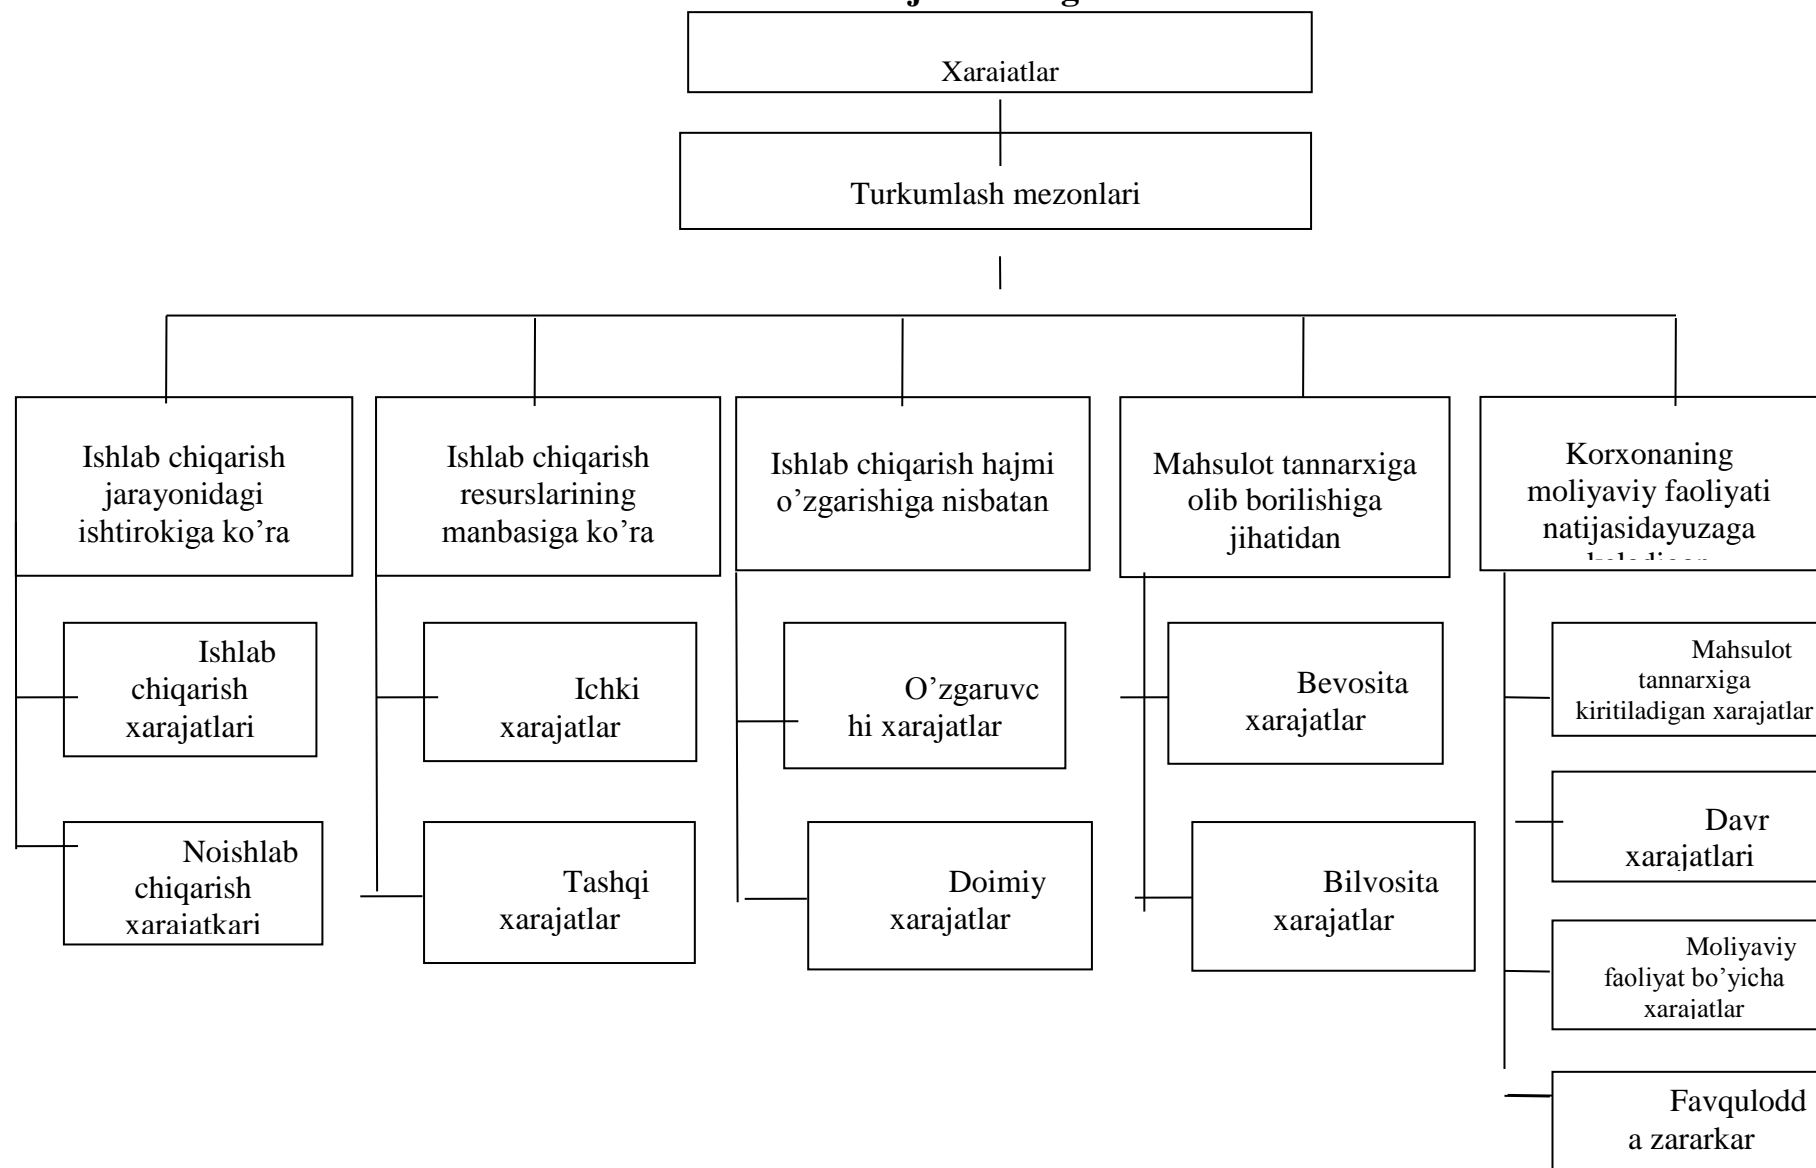 Xarajatlar
Turkumlash mezonlari
Ishlab chiqarish
jarayonidagi
ishtirokiga ko’ra
Ishlab chiqarish
resurslarining
manbasiga ko’ra
Ishlab chiqarish hajmi
o’zgarishiga nisbatan
Mahsulot tannarxiga
olib borilishiga
jihatidan
Korxonaning
moliyaviy faoliyati
natijasidayuzaga
Ishlab
chiqarish
xarajatlari
Noishlab
chiqarish
xarajatkari
Ichki
xarajatlar
Tashqi
xarajatlar
O’zgaruvc
hi xarajatlar
Doimiy
xarajatlar
Bevosita
xarajatlar
Bilvosita
xarajatlar
Mahsulot
tannarxiga
kiritiladigan xarajatlar
Davr
xarajatlari
Moliyaviy
faoliyat bo’yicha
xarajatlar
Favqulodd
a zararkar